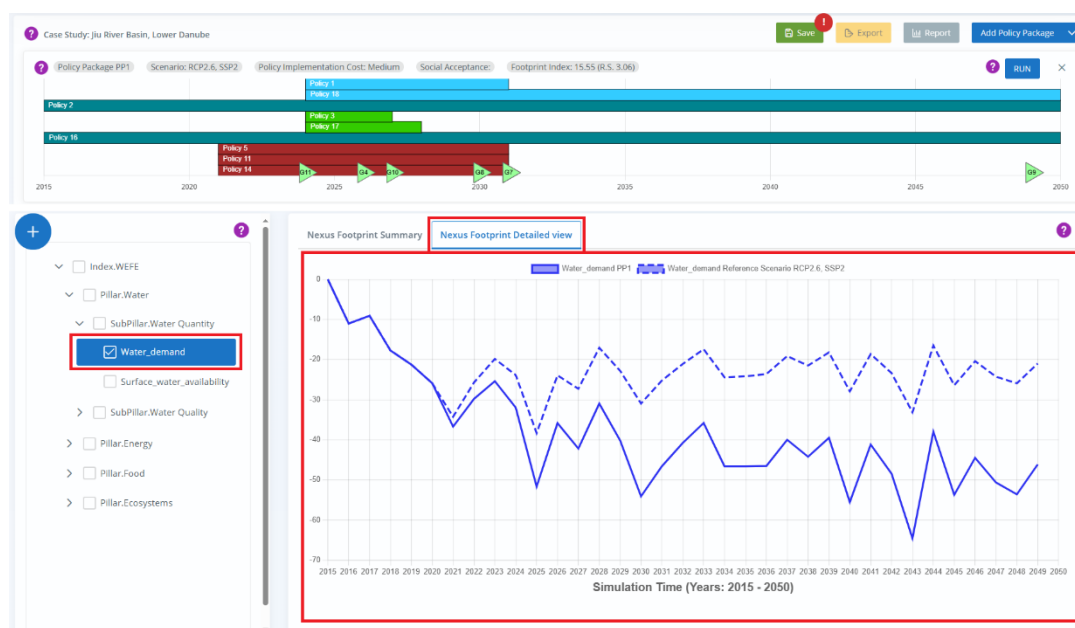 ? Case Study: Jiu River Basin, Lower Danube
Save ! Export Report Add Policy Package
? Policy Package PP1 Scenario: RCP2.6, SSP2 Policy Implementation Cost: Medium Social Acceptance: Footprint Index: 15.55 (R.S. 3.06) ? RUN ×
Policy 1
Policy 18
Policy 2
Policy 3
Policy 17
Policy 16
Policy 5
Policy 11
Policy 14
G11 G4 G10 G8 G7 G9
2015 2020 2025 2030 2035 2040 2045 2050
+ ?
Index.WEFE
Pillar.Water
SubPillar.Water Quantity
Water_demand
Surface_water_availability
SubPillar.Water Quality
Pillar.Energy
Pillar.Food
Pillar.Ecosystems
Nexus Footprint Summary Nexus Footprint Detailed view ?
Water_demand PP1 Water_demand Reference Scenario RCP2.6, SSP2
0
-10
-20
-30
-40
-50
-60
-70
2015 2016 2017 2018 2019 2020 2021 2022 2023 2024 2025 2026 2027 2028 2029 2030 2031 2032 2033 2034 2035 2036 2037 2038 2039 2040 2041 2042 2043 2044 2045 2046 2047 2048 2049 2050
Simulation Time (Years: 2015 - 2050)